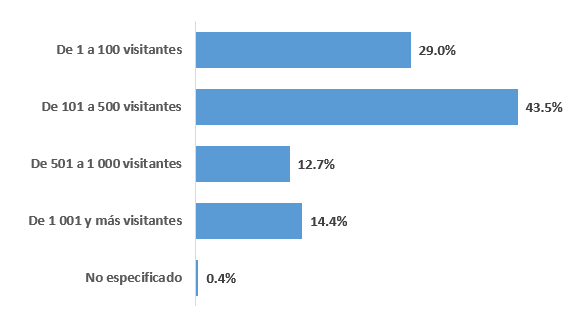 De 1 a 100 visitantes 29.0%
De 101 a 500 visitantes 43.5%
De 501 a 1 000 visitantes 12.7%
De 1 001 y más visitantes 14.4%
No especificado 0.4%